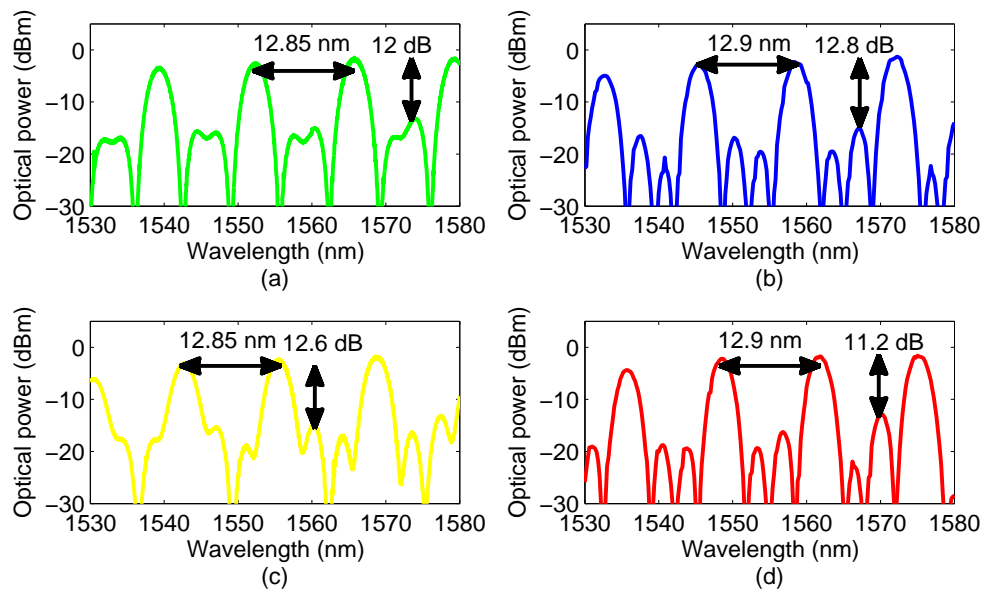 12.85 nm 12 dB
Optical power (dBm)
0
−10
−20
−30
1530 1540 1550 1560 1570 1580
Wavelength (nm)
(a)
12.9 nm 12.8 dB
Optical power (dBm)
0
−10
−20
−30
1530 1540 1550 1560 1570 1580
Wavelength (nm)
(b)
12.85 nm 12.6 dB
Optical power (dBm)
0
−10
−20
−30
1530 1540 1550 1560 1570 1580
Wavelength (nm)
(c)
12.9 nm 11.2 dB
Optical power (dBm)
0
−10
−20
−30
1530 1540 1550 1560 1570 1580
Wavelength (nm)
(d)